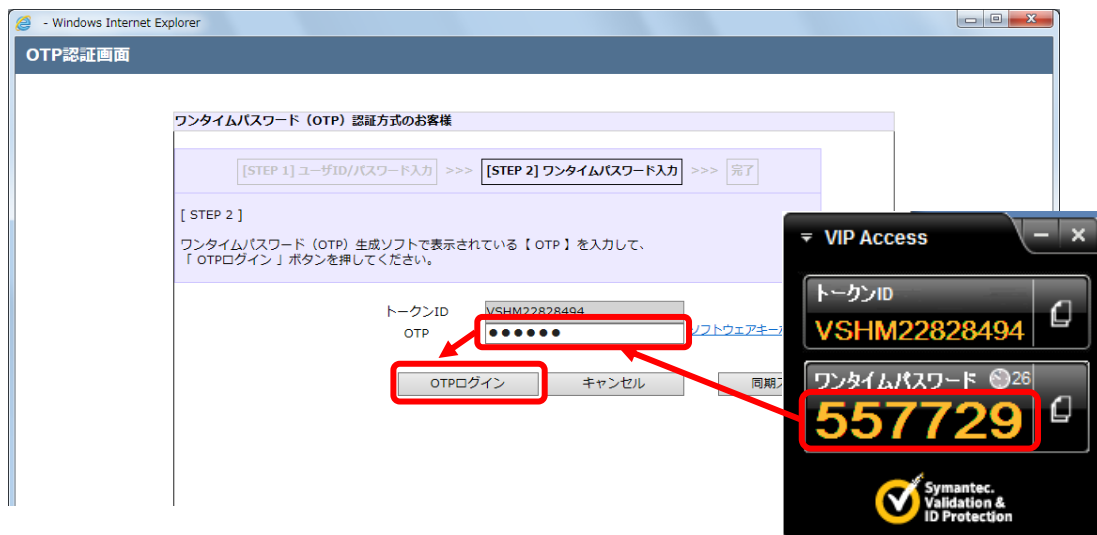 - Windows Internet Explorer
OTP認証画面
ワンタイムパスワード（OTP）認証方式のお客様
[STEP 1] ユーザID/パスワード入力 >>> [STEP 2] ワンタイムパスワード入力 >>> 完了
[ STEP 2 ]
ワンタイムパスワード（OTP）生成ソフトで表示されている【 OTP 】を入力して、
「 OTPログイン 」ボタンを押してください。
トークンID VSHM22828494
OTP ●●●●●● ソフトウェアキー
OTPログイン キャンセル 同期
VIP Access
トークンID
VSHM22828494
ワンタイムパスワード 26
557729
Symantec.
Validation &
ID Protection